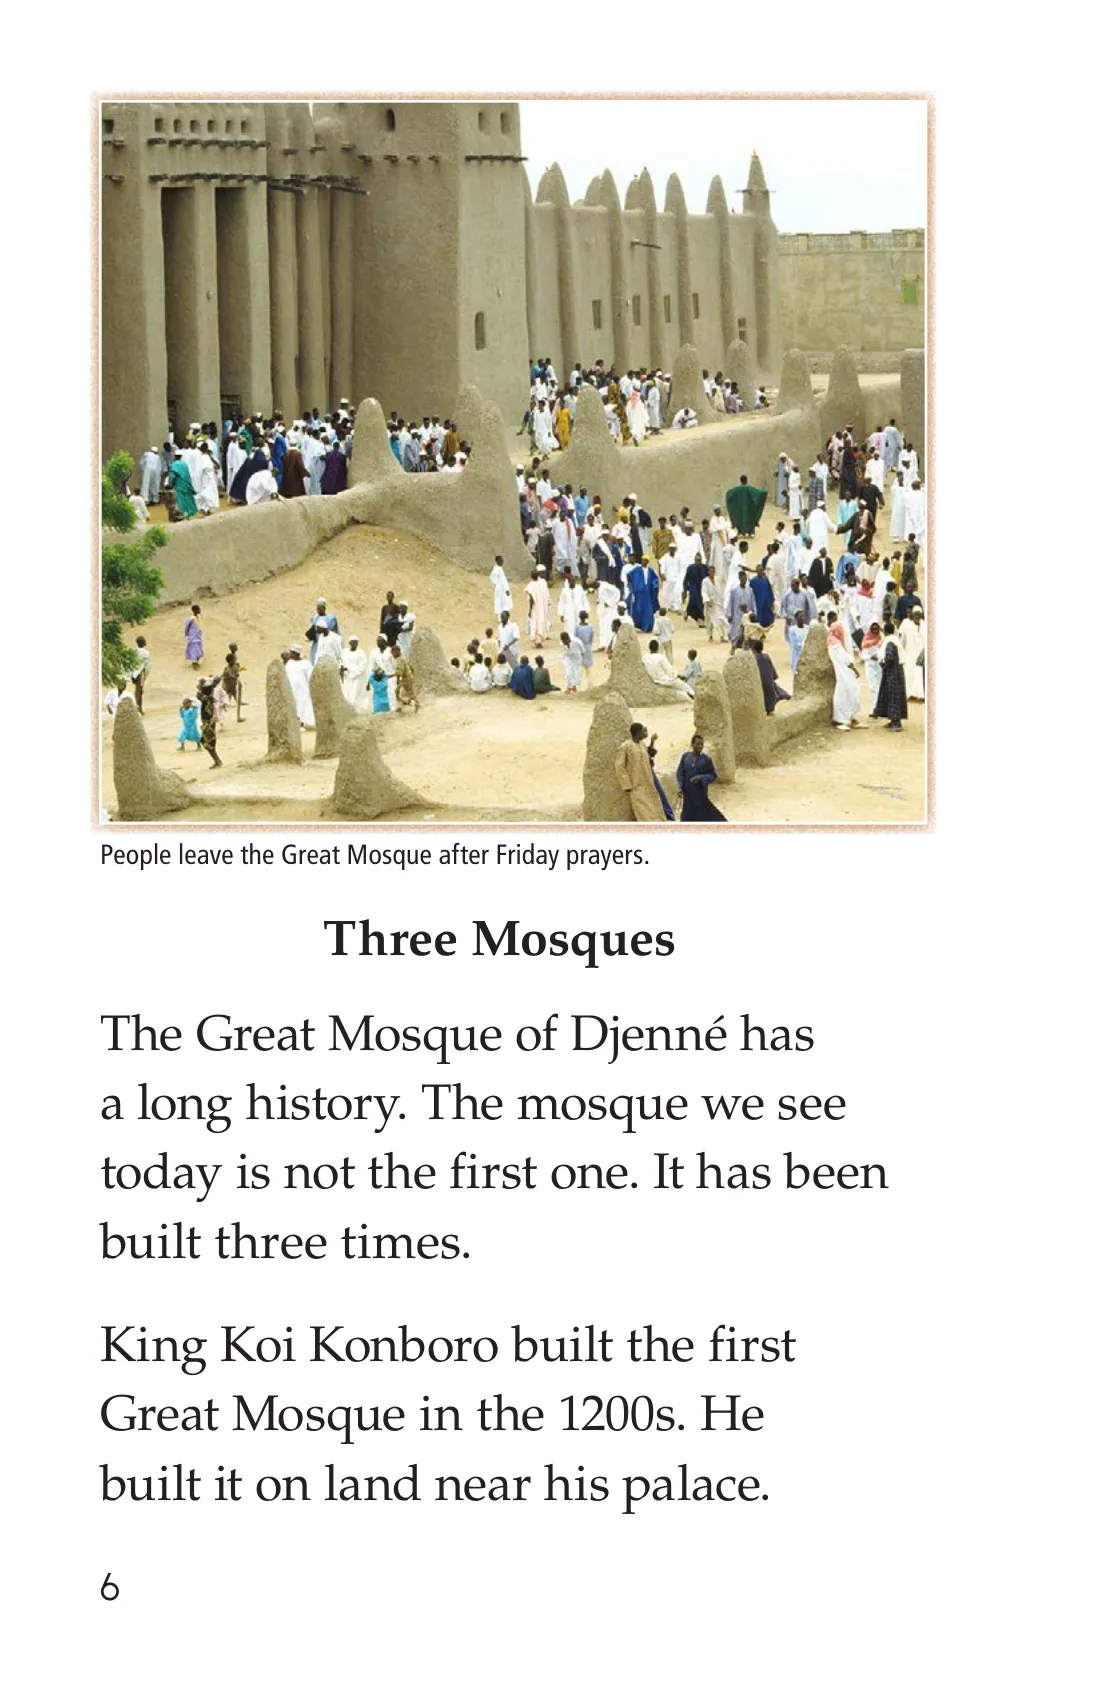 People leave the Great Mosque after Friday prayers.
Three Mosques
The Great Mosque of Djenné has
a long history. The mosque we see
today is not the first one. It has been
built three times.
King Koi Konboro built the first
Great Mosque in the 1200s. He
built it on land near his palace.
6